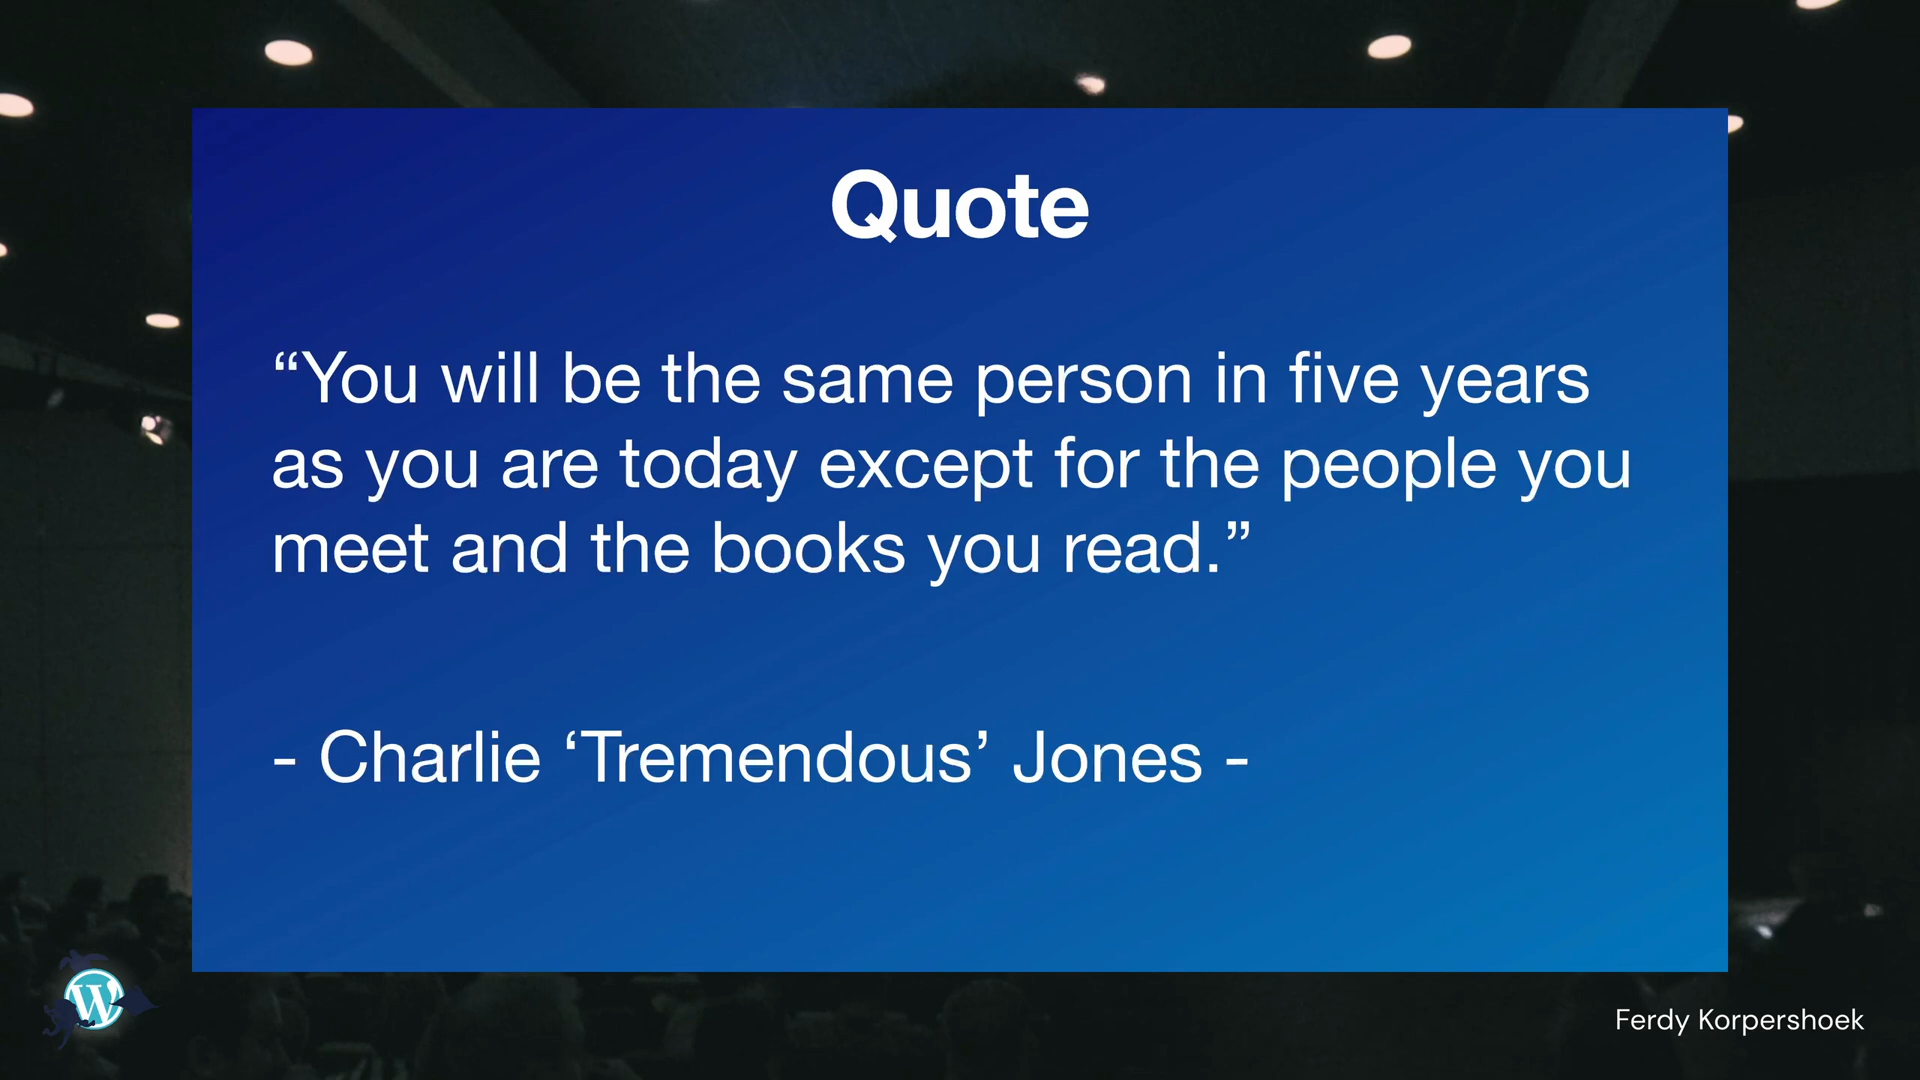 Quote
“You will be the same person in five years
as you are today except for the people you
meet and the books you read.”
- Charlie ‘Tremendous’ Jones -
W
Ferdy Korpershoek